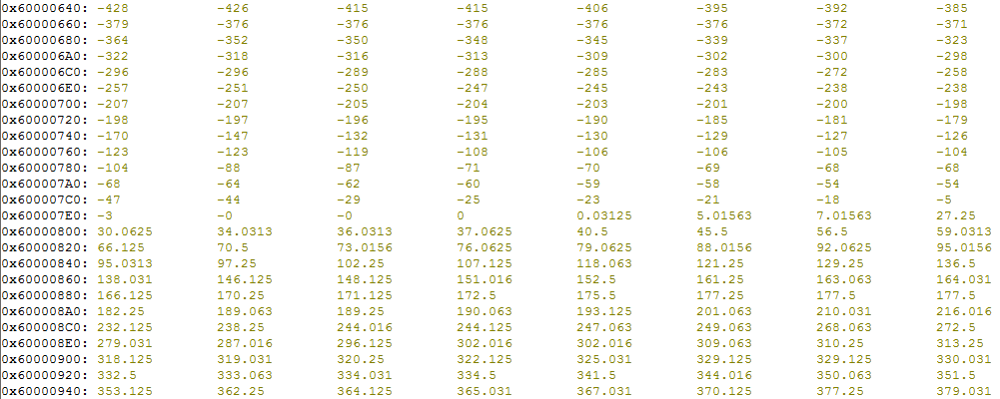 0x60000640: -428 -426 -415 -415 -406 -395 -392 -385
0x60000660: -379 -376 -376 -376 -376 -376 -372 -371
0x60000680: -364 -352 -350 -348 -345 -339 -337 -323
0x600006A0: -322 -318 -316 -313 -309 -302 -300 -298
0x600006C0: -296 -296 -289 -288 -285 -283 -272 -258
0x600006E0: -257 -251 -250 -247 -245 -243 -238 -238
0x60000700: -207 -207 -205 -204 -203 -201 -200 -198
0x60000720: -198 -197 -196 -195 -190 -185 -181 -179
0x60000740: -170 -147 -132 -131 -130 -129 -127 -126
0x60000760: -123 -123 -119 -108 -106 -106 -105 -104
0x60000780: -104 -88 -87 -71 -70 -69 -68 -68
0x600007A0: -68 -64 -62 -60 -59 -58 -54 -54
0x600007C0: -47 -44 -29 -25 -23 -21 -18 -5
0x600007E0: -3 -0 -0 0 0.03125 5.01563 7.01563 27.25
0x60000800: 30.0625 34.0313 36.0313 37.0625 40.5 45.5 56.5 59.0313
0x60000820: 66.125 70.5 73.0156 76.0625 79.0625 88.0156 92.0625 95.0156
0x60000840: 95.0313 97.25 102.25 107.125 118.063 121.25 129.25 136.5
0x60000860: 138.031 146.125 148.125 151.016 152.5 161.25 163.063 164.031
0x60000880: 166.125 170.25 171.125 172.5 175.5 177.25 177.5 177.5
0x600008A0: 182.25 189.063 189.25 190.063 193.125 201.063 210.031 216.016
0x600008C0: 232.125 238.25 244.016 244.125 247.063 249.063 268.063 272.5
0x600008E0: 279.031 287.016 296.125 302.016 302.016 309.063 310.25 313.25
0x60000900: 318.125 319.031 320.25 322.125 325.031 329.125 329.125 330.031
0x60000920: 332.5 333.063 334.031 334.5 341.5 344.016 350.063 351.5
0x60000940: 353.125 362.25 364.125 365.031 367.031 370.125 377.25 379.031